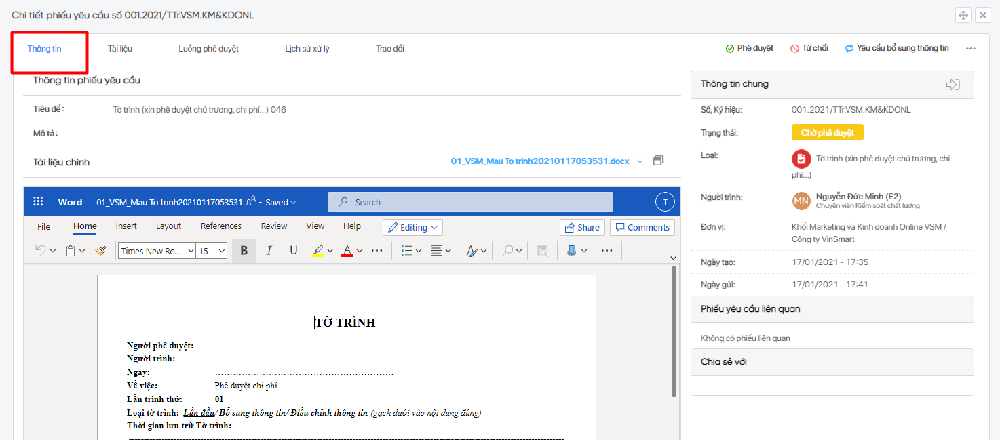 Chi tiết phiếu yêu cầu số 001.2021/TTr.VSM.KM&KDONL
Thông tin
Tài liệu
Luồng phê duyệt
Lịch sử xử lý
Trao đổi
Phê duyệt
Từ chối
Yêu cầu bổ sung thông tin
Thông tin phiếu yêu cầu
Tiêu đề:
Tờ trình (xin phê duyệt chủ trương, chi phí...) 046
Mô tả:
Tài liệu chính
01_VSM_Mau To trinh20210117053531.docx
Word
01_VSM_Mau To trinh20210117053531
- Saved
Search
T
File
Home
Insert
Layout
References
Review
View
Help
Editing
Share
Comments
Times New Ro...
15
B
I
U
A
TỜ TRÌNH
Người phê duyệt: ……………………………………………………
Người trình: ……………………………………………………
Ngày: ……………………………………………………
Về việc: Phê duyệt chi phí ……………….
Lần trình thứ: 01
Loại tờ trình: Lần đầu/ Bổ sung thông tin/ Điều chỉnh thông tin (gạch dưới vào nội dung đúng)
Thời gian lưu trữ Tờ trình: ………………
Thông tin chung
Số, Ký hiệu:
001.2021/TTr.VSM.KM&KDONL
Trạng thái:
Chờ phê duyệt
Loại:
Tờ trình (xin phê duyệt chủ trương, chi
phí...)
Người trình:
MN
Nguyễn Đức Minh (E2)
Chuyên viên Kiểm soát chất lượng
Đơn vị:
Khối Marketing và Kinh doanh Online VSM /
Công ty VinSmart
Ngày tạo:
17/01/2021 - 17:35
Ngày gửi:
17/01/2021 - 17:41
Phiếu yêu cầu liên quan
Không có phiếu liên quan
Chia sẻ với